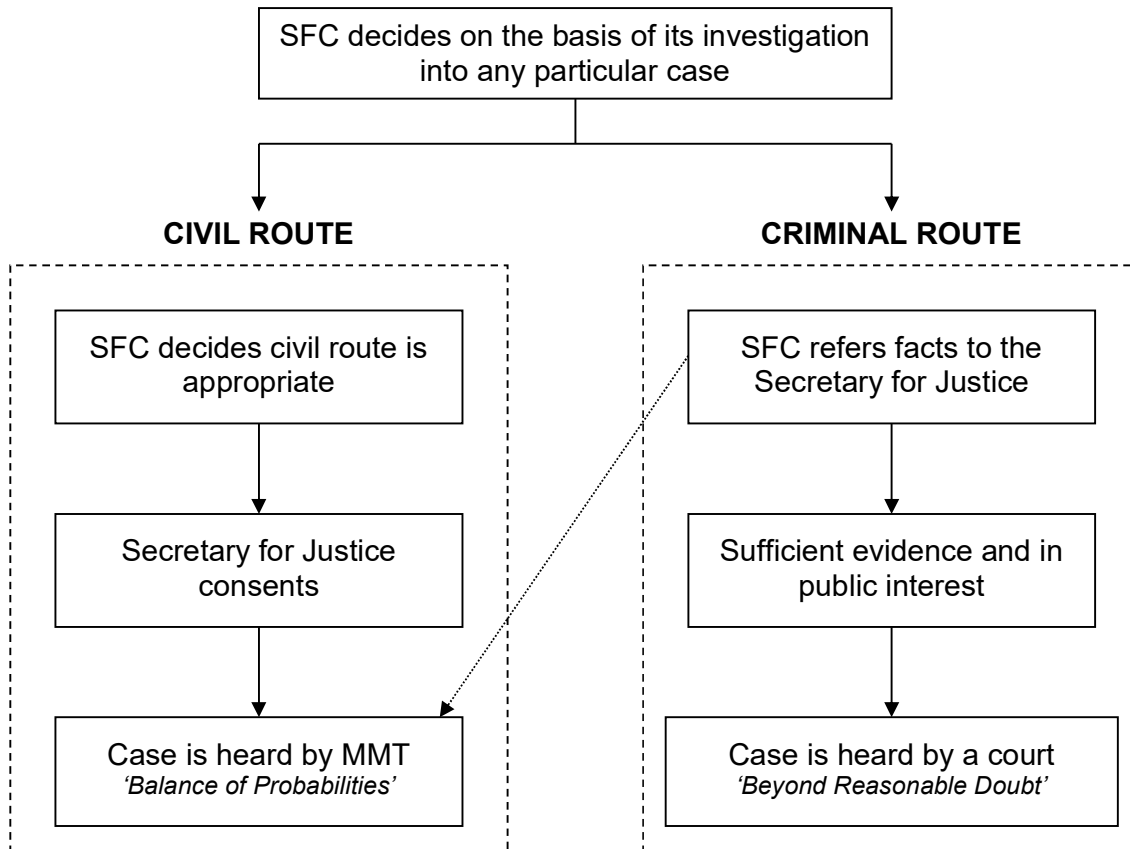 SFC decides on the basis of its investigation
into any particular case
CIVIL ROUTE
SFC decides civil route is
appropriate
Secretary for Justice
consents
Case is heard by MMT
‘Balance of Probabilities’
CRIMINAL ROUTE
SFC refers facts to the
Secretary for Justice
Sufficient evidence and in
public interest
Case is heard by a court
‘Beyond Reasonable Doubt’